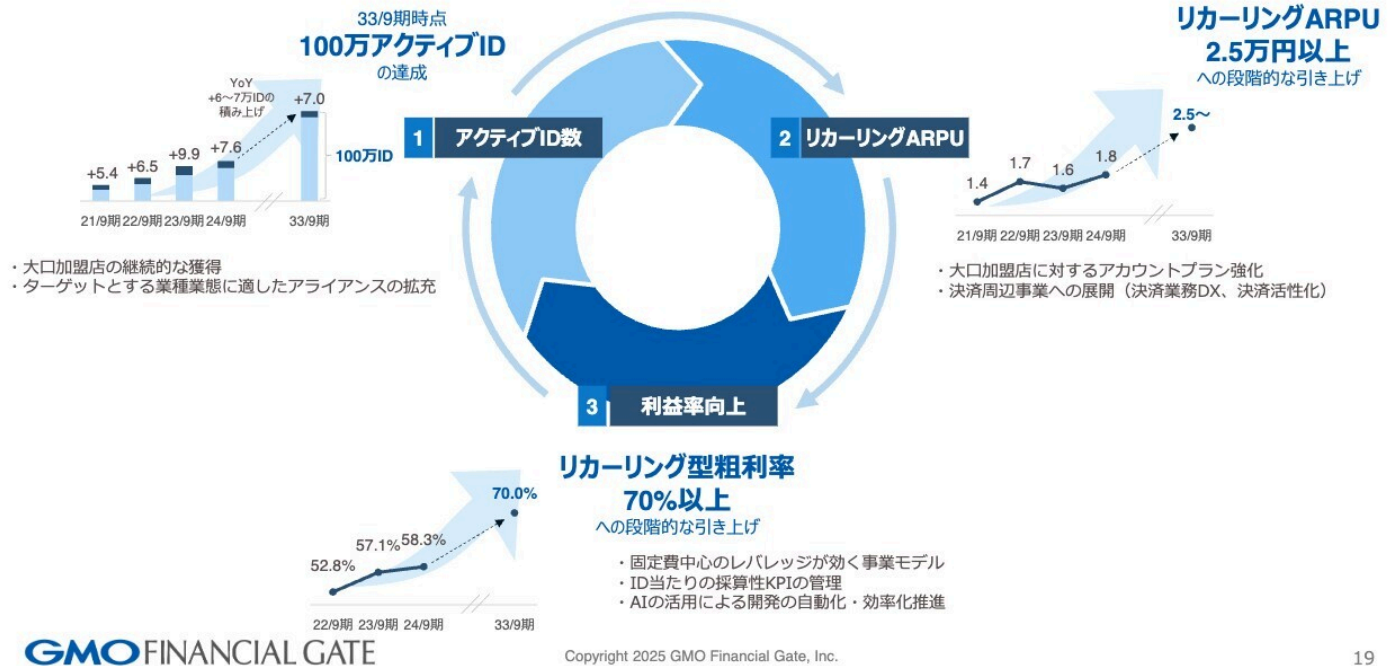 33/9期時点
100万アクティブID
の達成
YoY
+6～7万IDの
積み上げ
+5.4
+6.5
+9.9
+7.6
+7.0
100万ID
21/9期 22/9期 23/9期 24/9期
33/9期
・大口加盟店の継続的な獲得
・ターゲットとする業種業態に適したアライアンスの拡充
1 アクティブID数
2 リカーリングARPU
3 利益率向上
リカーリングARPU
2.5万円以上
への段階的な引き上げ
1.4
1.7
1.6
1.8
2.5～
21/9期 22/9期 23/9期 24/9期
33/9期
・大口加盟店に対するアカウントプラン強化
・決済周辺事業への展開（決済業務DX、決済活性化）
リカーリング型粗利率
70%以上
への段階的な引き上げ
52.8%
57.1%
58.3%
70.0%
22/9期 23/9期 24/9期
33/9期
・固定費中心のレバレッジが効く事業モデル
・ID当たりの採算性KPIの管理
・AIの活用による開発の自動化・効率化推進
GMO FINANCIAL GATE
Copyright 2025 GMO Financial Gate, Inc.
19